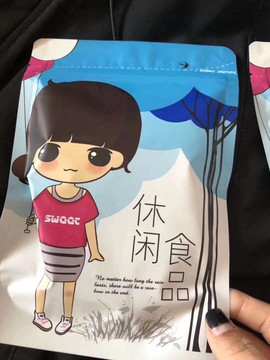 sweet
休闲食品
No matter how long the rain
lasts, there will be a rain-
bow in the end.